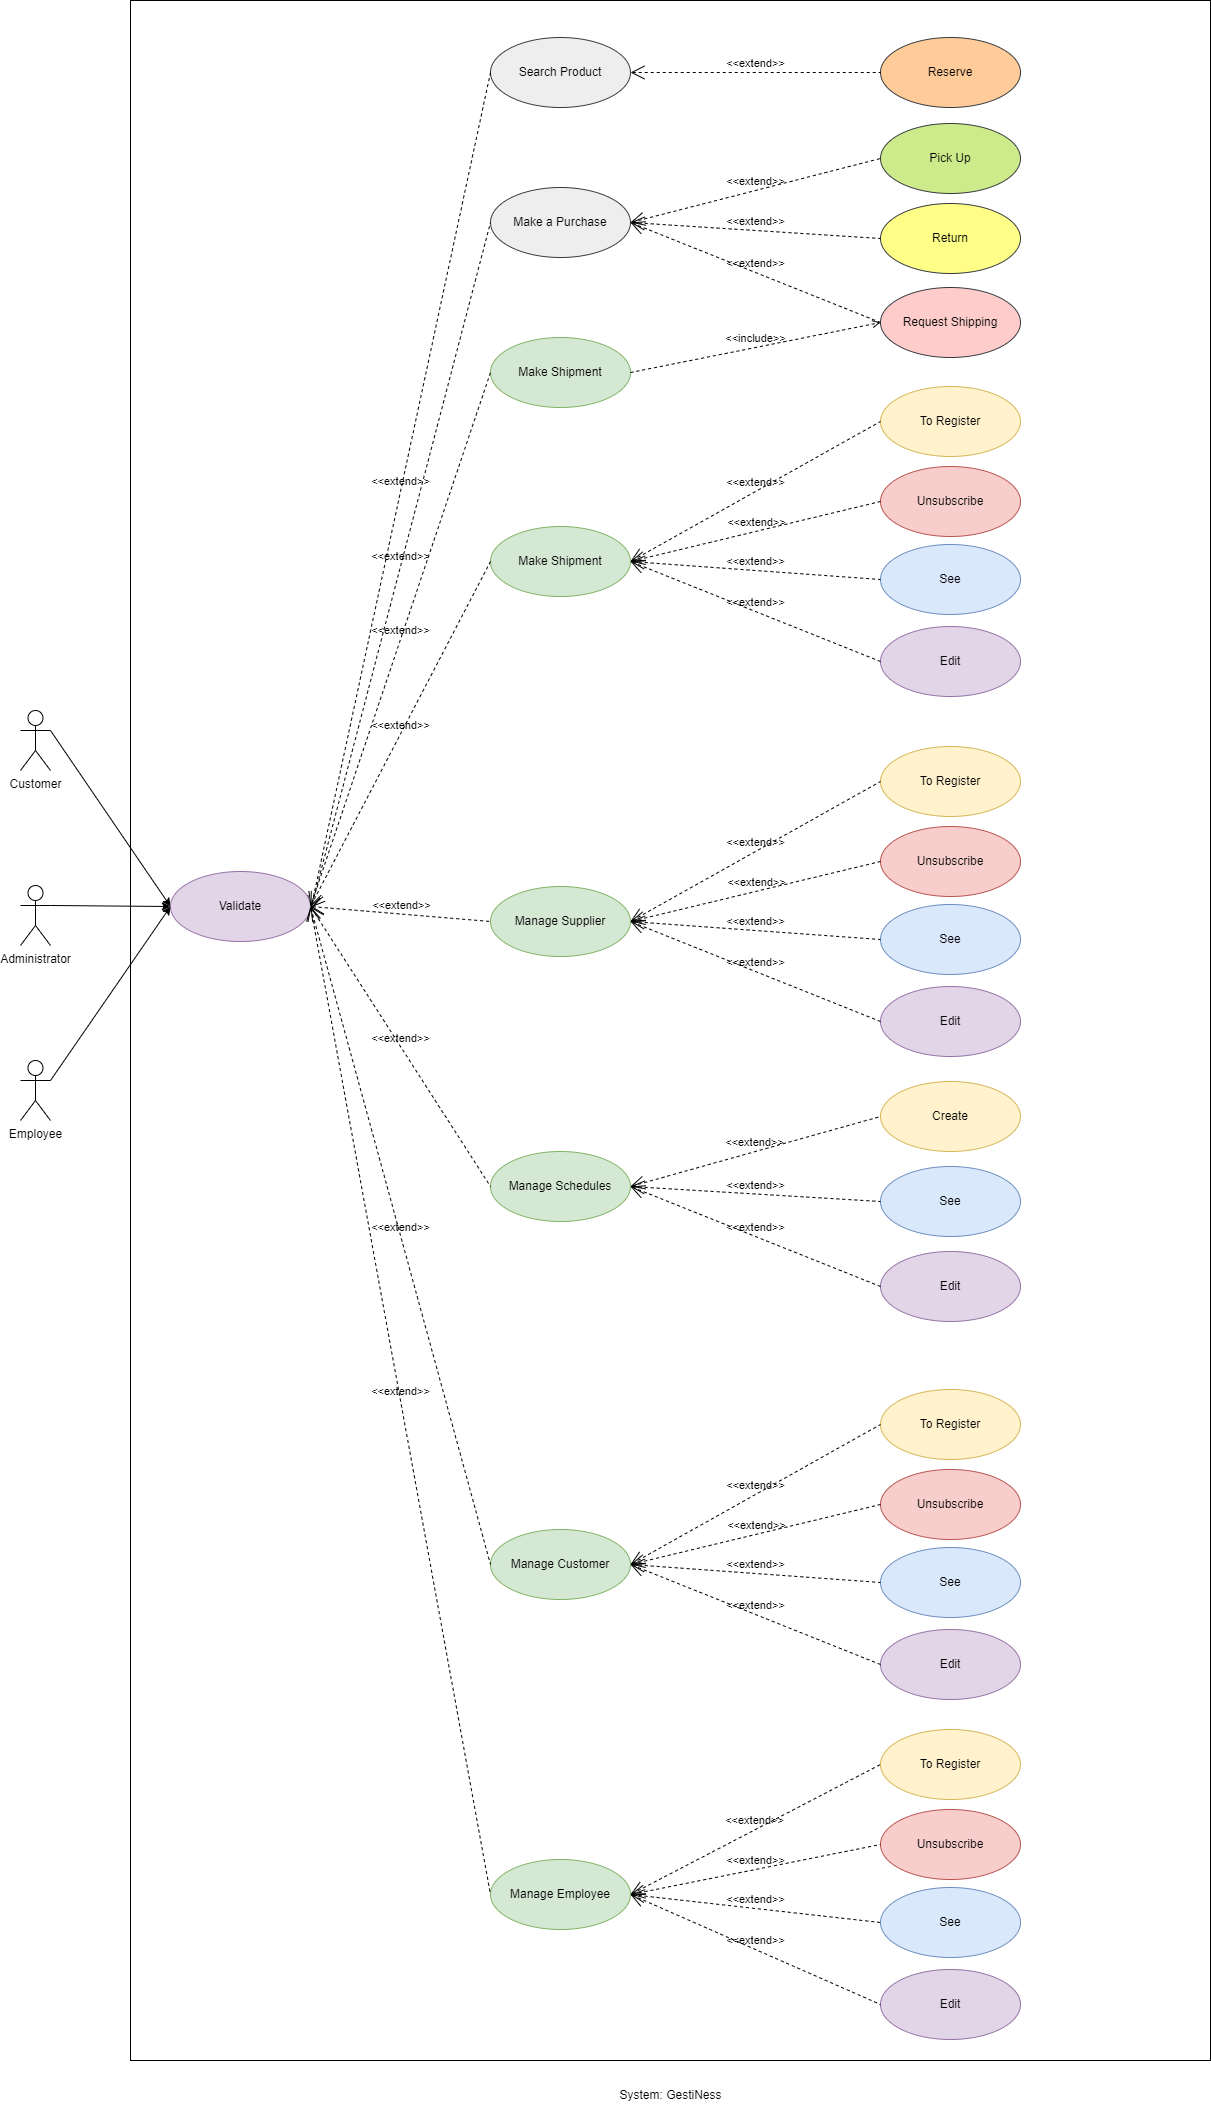 Search Product
<<extend>>
Reserve
Pick Up
<<extend>>
Make a Purchase
<<extend>>
Return
<<extend>>
Request Shipping
<<include>>
Make Shipment
To Register
<<extend>>
<<extend>>
Unsubscribe
<<extend>>
<<extend>>
Make Shipment
<<extend>>
See
<<extend>>
<<extend>>
Edit
<<extend>>
Customer
To Register
<<extend>>
Unsubscribe
<<extend>>
Validate
<<extend>>
Manage Supplier
<<extend>>
See
Administrator
<<extend>>
Edit
<<extend>>
Create
Employee
<<extend>>
Manage Schedules
<<extend>>
See
<<extend>>
<<extend>>
Edit
<<extend>>
To Register
<<extend>>
Unsubscribe
<<extend>>
Manage Customer
<<extend>>
See
<<extend>>
Edit
To Register
<<extend>>
Unsubscribe
<<extend>>
Manage Employee
<<extend>>
See
<<extend>>
Edit
System: GestiNess